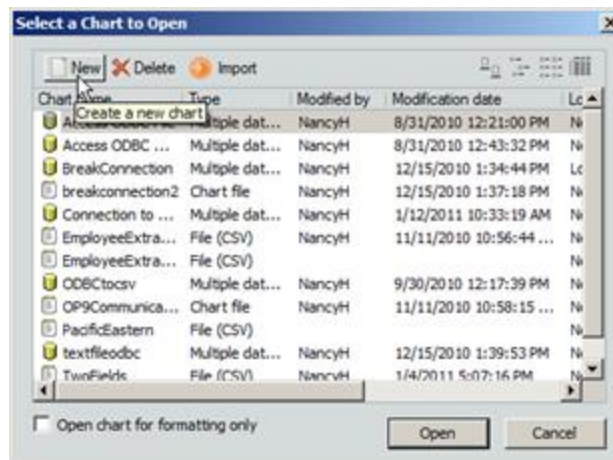 Select a Chart to Open
New Delete Import
Type Modified by Modification date
Create a new chart
Multiple dat... NancyH 8/31/2010 12:21:00 PM
Access ODBC ... Multiple dat... NancyH 8/31/2010 12:43:32 PM
BreakConnection Multiple dat... NancyH 12/15/2010 1:34:44 PM
breakconnection2 Chart file NancyH 12/15/2010 1:37:18 PM
Connection to ... Multiple dat... NancyH 1/12/2011 10:33:19 AM
EmployeeExtra... File (CSV) NancyH 11/11/2010 10:56:44 ...
EmployeeExtra... File (CSV)
ODBCtocsv Multiple dat... NancyH 9/30/2010 12:17:39 PM
OP9Communica... Chart file NancyH 11/11/2010 10:58:15 ...
PacificEastern File (CSV)
textfileodbc Multiple dat... NancyH 12/15/2010 1:39:53 PM
TwoFields File (CSV) NancyH 1/4/2011 5:07:16 PM
Open chart for formatting only
Open Cancel